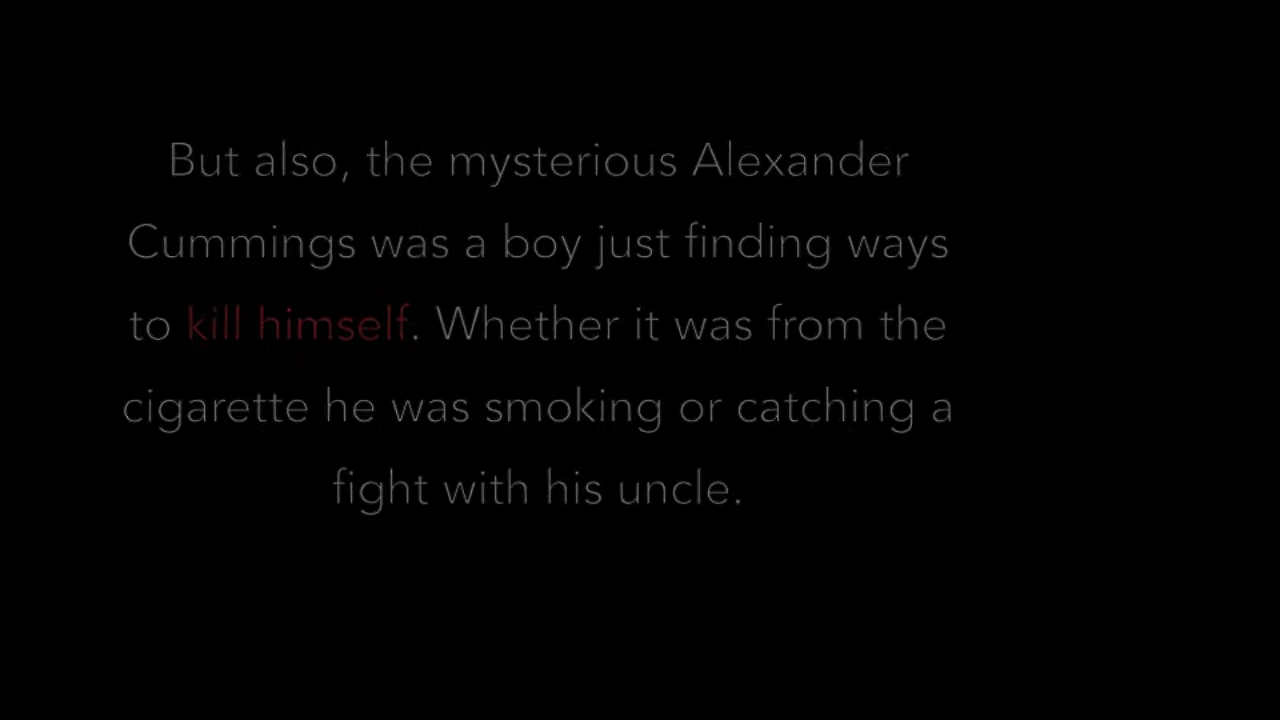 But also, the mysterious Alexander
Cummings was a boy just finding ways
to kill himself. Whether it was from the
cigarette he was smoking or catching a
fight with his uncle.